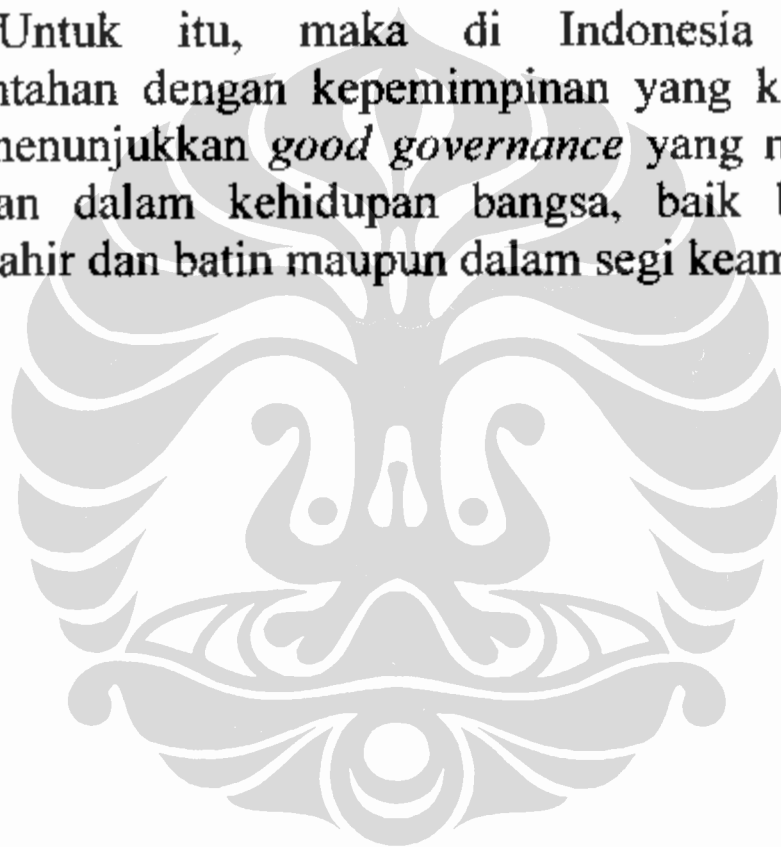 Untuk itu, maka di Indonesia
ntahan dengan kepemimpinan yang k
nenunjukkan good governance yang n
an dalam kehidupan bangsa, baik b
ahir dan batin maupun dalam segi keam